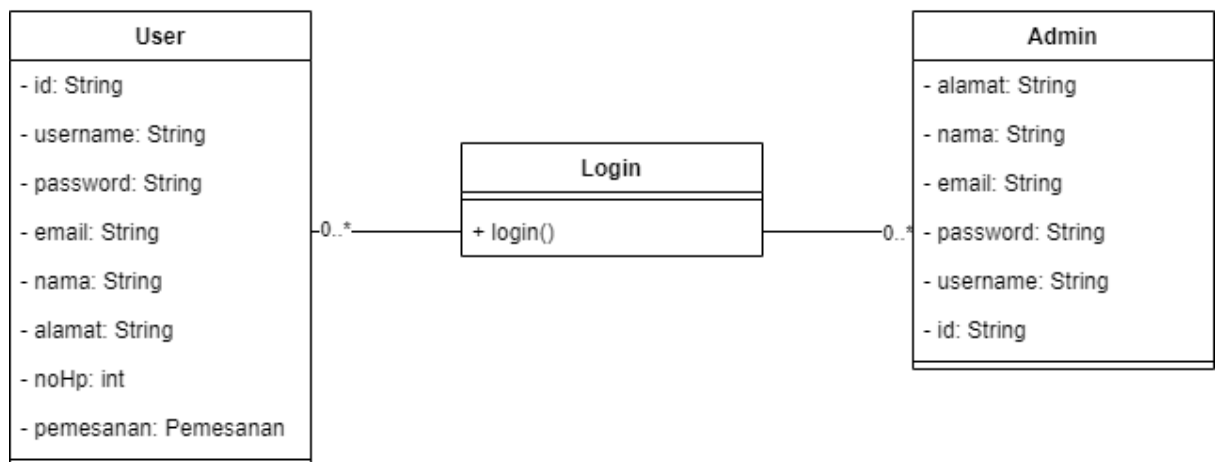 User
- id: String
- username: String
- password: String
- email: String
- nama: String
- alamat: String
- noHp: int
- pemesanan: Pemesanan
0..*
Login
+ login()
0..*
Admin
- alamat: String
- nama: String
- email: String
- password: String
- username: String
- id: String